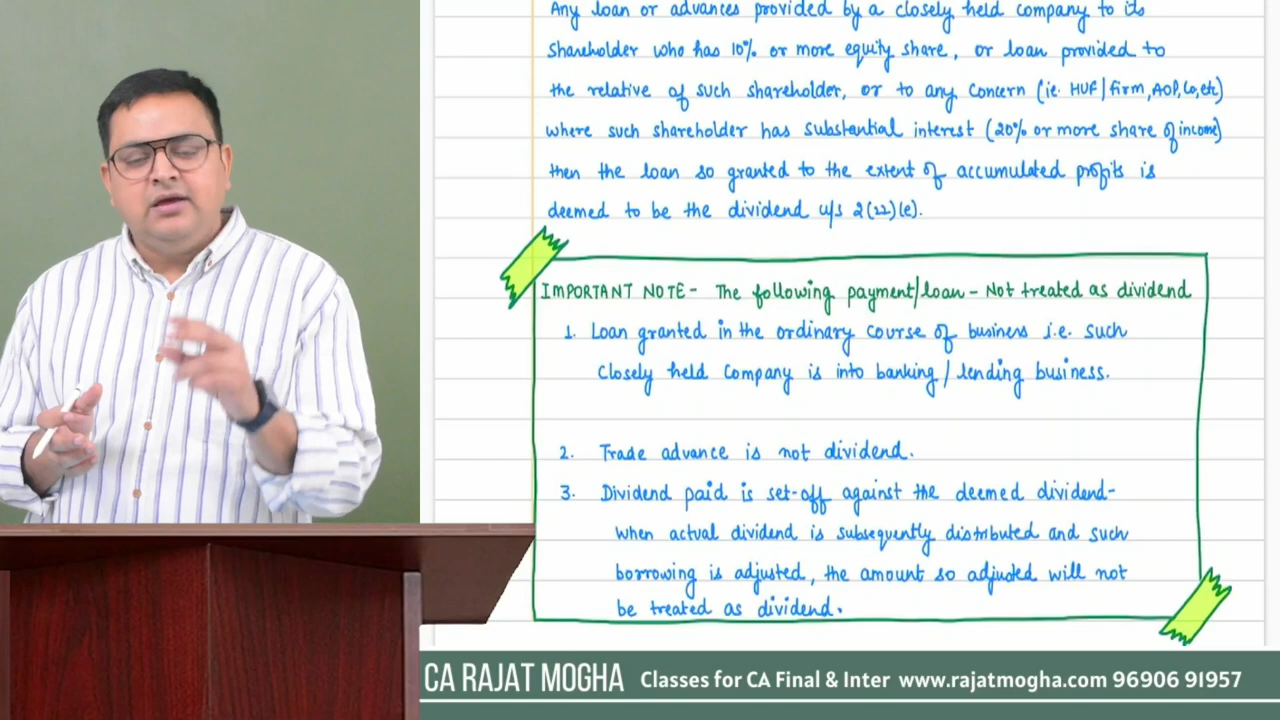 Any loan or advances provided by a closely held company to its
shareholder who has 10% or more equity share, or loan provided to
the relative of such shareholder, or to any concern (ie. HUF/firm, AOP, Co, etc)
where such shareholder has substantial interest (20% or more share of income)
then the loan so granted to the extent of accumulated profits is
deemed to be the dividend u/s 2(22)(e).
IMPORTANT NOTE - The following payment/loan - Not treated as dividend
1. Loan granted in the ordinary course of business i.e. such
closely held company is into banking / lending business.
2. Trade advance is not dividend.
3. Dividend paid is set-off against the deemed dividend-
when actual dividend is subsequently distributed and such
borrowing is adjusted, the amount so adjusted will not
be treated as dividend.
CA RAJAT MOGHA Classes for CA Final & Inter www.rajatmogha.com 96906 91957